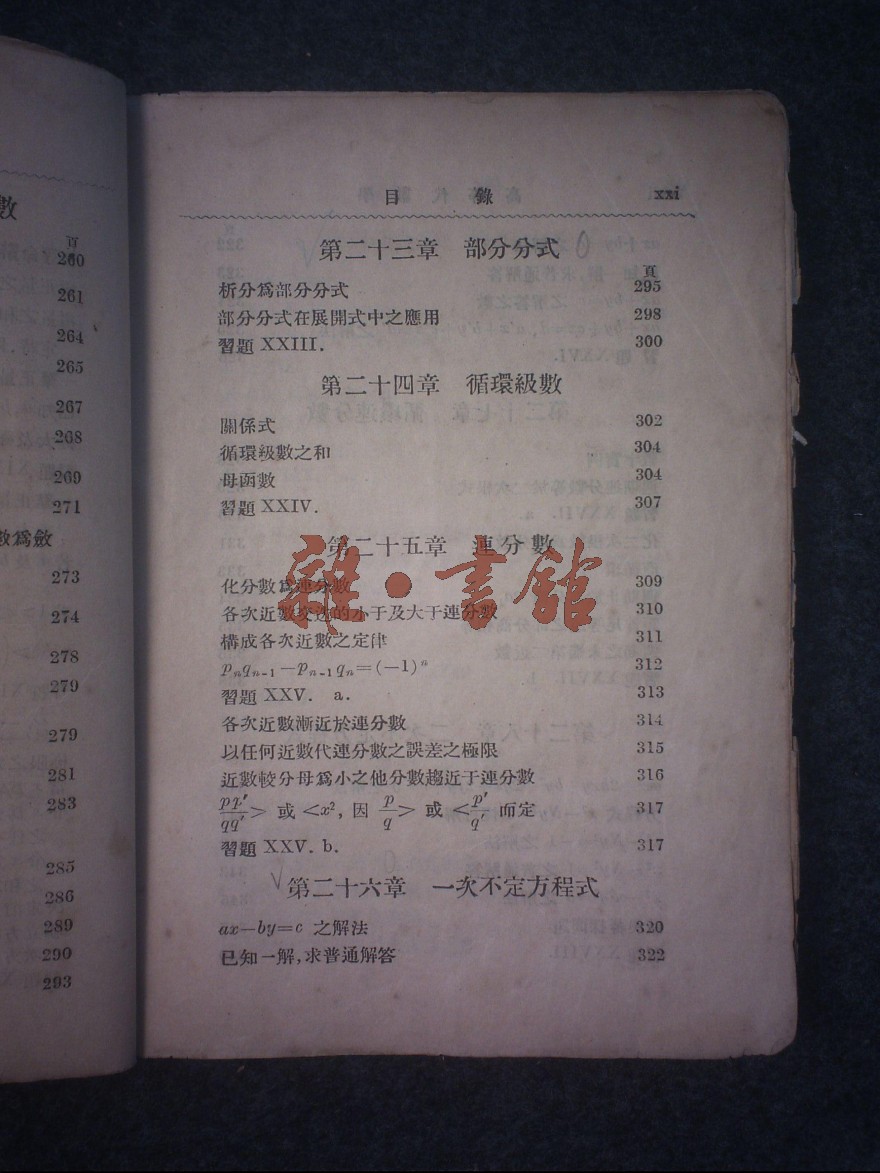 數
頁
260
261
264
265
267
268
269
271
數爲斂
273
274
278
279
279
281
283
285
286
289
290
293
目 錄 xxi
第二十三章 部分分式
頁
析分爲部分分式 295
部分分式在展開式中之應用 298
習題 XXIII. 300
第二十四章 循環級數
關係式 302
循環級數之和 304
母函數 304
習題 XXIV. 307
第二十五章 連分數
化分數爲連分數 309
各次近數交迭的小于及大于連分數 310
構成各次近數之定律 311
pₙqₙ₋₁—pₙ₋₁qₙ=(—1)ⁿ 312
習題 XXV. a. 313
各次近數漸近於連分數 314
以任何近數代連分數之誤差之極限 315
近數較分母爲小之他分數趨近于連分數 316
pp′/qq′> 或 <x², 因 p/q> 或 <p′/q′ 而定 317
習題 XXV. b. 317
第二十六章 一次不定方程式
ax—by=c 之解法 320
已知一解,求普通解答 322
雜·書館